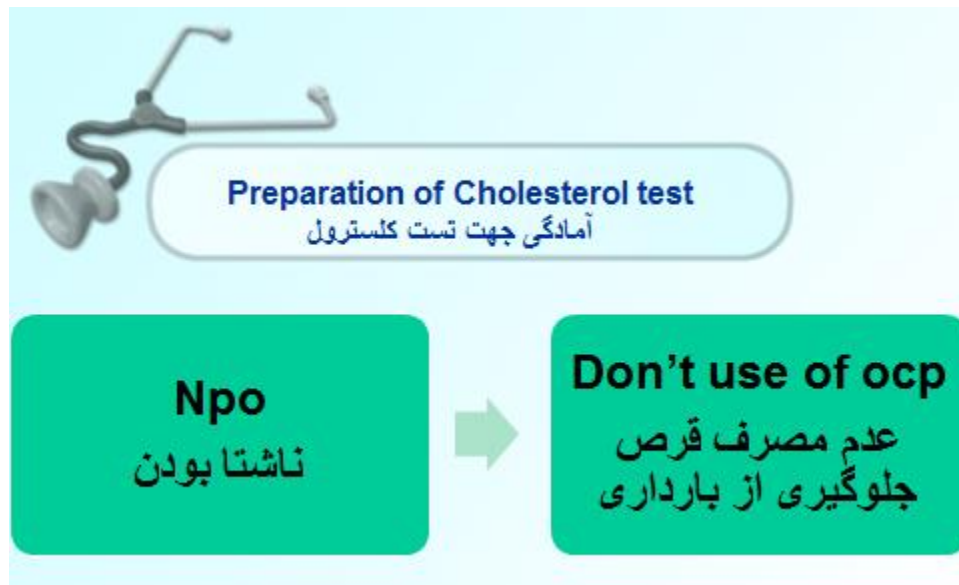 Preparation of Cholesterol test
آمادگی جهت تست کلسترول
Npo
ناشتا بودن
Don't use of ocp
عدم مصرف قرص
جلوگیری از بارداری